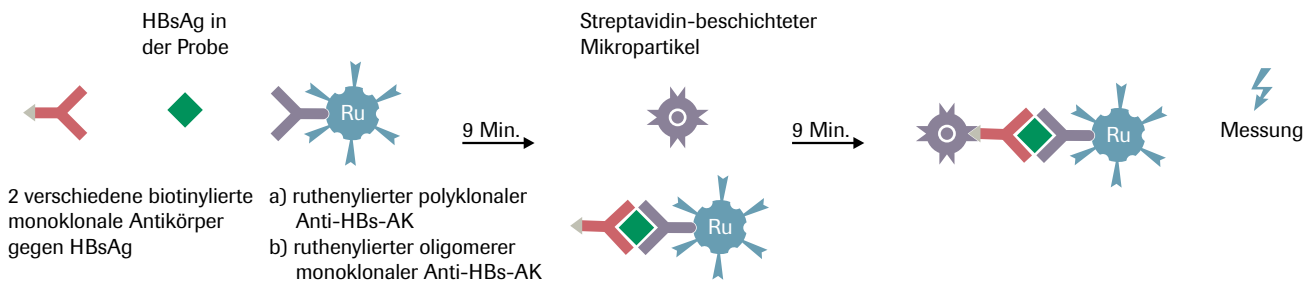 HBsAg in
der Probe
Streptavidin-beschichteter
Mikropartikel
Ru
9 Min.
9 Min.
Ru
Messung
2 verschiedene biotinylierte
monoklonale Antikörper
gegen HBsAg
a) ruthenylierter polyklonaler
Anti-HBs-AK
b) ruthenylierter oligomerer
monoklonaler Anti-HBs-AK
Ru